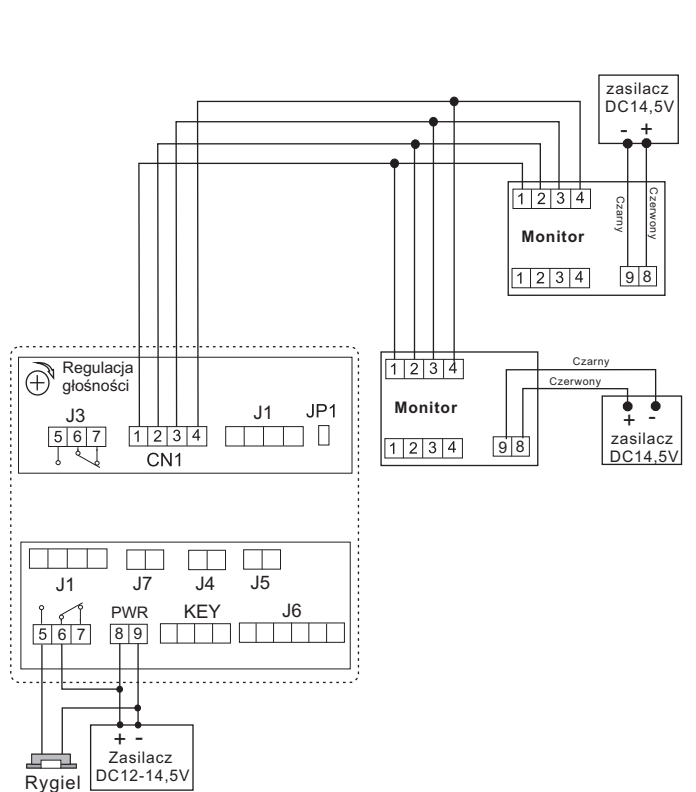 zasilacz
DC14,5V
- +
1 2 3 4
Czarny
Czerwony
Monitor
1 2 3 4
9 8
Regulacja
głośności
J3
5 6 7
1 2 3 4
CN1
J1
JP1
1 2 3 4
Monitor
1 2 3 4
9 8
Czarny
Czerwony
+ -
zasilacz
DC14,5V
J1
J7
J4
J5
5 6 7
PWR
8 9
KEY
J6
+ -
Zasilacz
DC12-14,5V
Rygiel